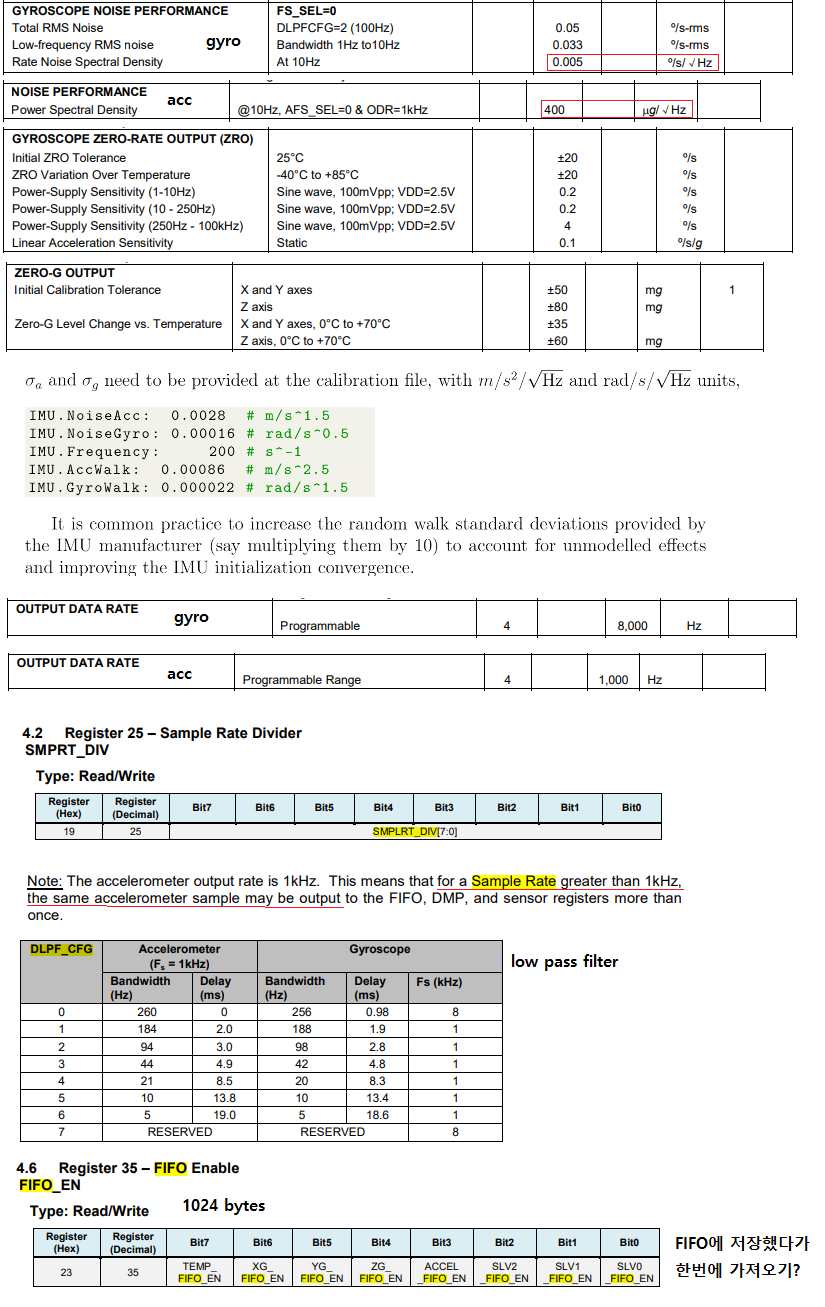 GYROSCOPE NOISE PERFORMANCE FS_SEL=0
Total RMS Noise DLPFCFG=2 (100Hz) 0.05 º/s-rms
Low-frequency RMS noise gyro Bandwidth 1Hz to10Hz 0.033 º/s-rms
Rate Noise Spectral Density At 10Hz 0.005 º/s/√Hz
NOISE PERFORMANCE
acc
Power Spectral Density @10Hz, AFS_SEL=0 & ODR=1kHz 400 µg/√Hz
GYROSCOPE ZERO-RATE OUTPUT (ZRO)
Initial ZRO Tolerance 25°C ±20 º/s
ZRO Variation Over Temperature -40°C to +85°C ±20 º/s
Power-Supply Sensitivity (1-10Hz) Sine wave, 100mVpp; VDD=2.5V 0.2 º/s
Power-Supply Sensitivity (10 - 250Hz) Sine wave, 100mVpp; VDD=2.5V 0.2 º/s
Power-Supply Sensitivity (250Hz - 100kHz) Sine wave, 100mVpp; VDD=2.5V 4 º/s
Linear Acceleration Sensitivity Static 0.1 º/s/g
ZERO-G OUTPUT
Initial Calibration Tolerance X and Y axes ±50 mg 1
Z axis ±80 mg
Zero-G Level Change vs. Temperature X and Y axes, 0°C to +70°C ±35
Z axis, 0°C to +70°C ±60 mg
σa and σg need to be provided at the calibration file, with m/s²/√Hz and rad/s/√Hz units,
IMU.NoiseAcc: 0.0028 # m/s^1.5
IMU.NoiseGyro: 0.00016 # rad/s^0.5
IMU.Frequency: 200 # s^-1
IMU.AccWalk: 0.00086 # m/s^2.5
IMU.GyroWalk: 0.000022 # rad/s^1.5
It is common practice to increase the random walk standard deviations provided by
the IMU manufacturer (say multiplying them by 10) to account for unmodelled effects
and improving the IMU initialization convergence.
OUTPUT DATA RATE
gyro
Programmable 4 8,000 Hz
OUTPUT DATA RATE
acc
Programmable Range 4 1,000 Hz
4.2 Register 25 – Sample Rate Divider
SMPRT_DIV
Type: Read/Write
Register (Hex) Register (Decimal) Bit7 Bit6 Bit5 Bit4 Bit3 Bit2 Bit1 Bit0
19 25 SMPLRT_DIV[7:0]
Note: The accelerometer output rate is 1kHz. This means that for a Sample Rate greater than 1kHz,
the same accelerometer sample may be output to the FIFO, DMP, and sensor registers more than
once.
DLPF_CFG Accelerometer (Fs = 1kHz) Gyroscope
low pass filter
Bandwidth (Hz) Delay (ms) Bandwidth (Hz) Delay (ms) Fs (kHz)
0 260 0 256 0.98 8
1 184 2.0 188 1.9 1
2 94 3.0 98 2.8 1
3 44 4.9 42 4.8 1
4 21 8.5 20 8.3 1
5 10 13.8 10 13.4 1
6 5 19.0 5 18.6 1
7 RESERVED RESERVED 8
4.6 Register 35 – FIFO Enable
FIFO_EN
Type: Read/Write 1024 bytes
Register (Hex) Register (Decimal) Bit7 Bit6 Bit5 Bit4 Bit3 Bit2 Bit1 Bit0
23 35 TEMP_FIFO_EN XG_FIFO_EN YG_FIFO_EN ZG_FIFO_EN ACCEL_FIFO_EN SLV2_FIFO_EN SLV1_FIFO_EN SLV0_FIFO_EN
FIFO에 저장했다가
한번에 가져오기?